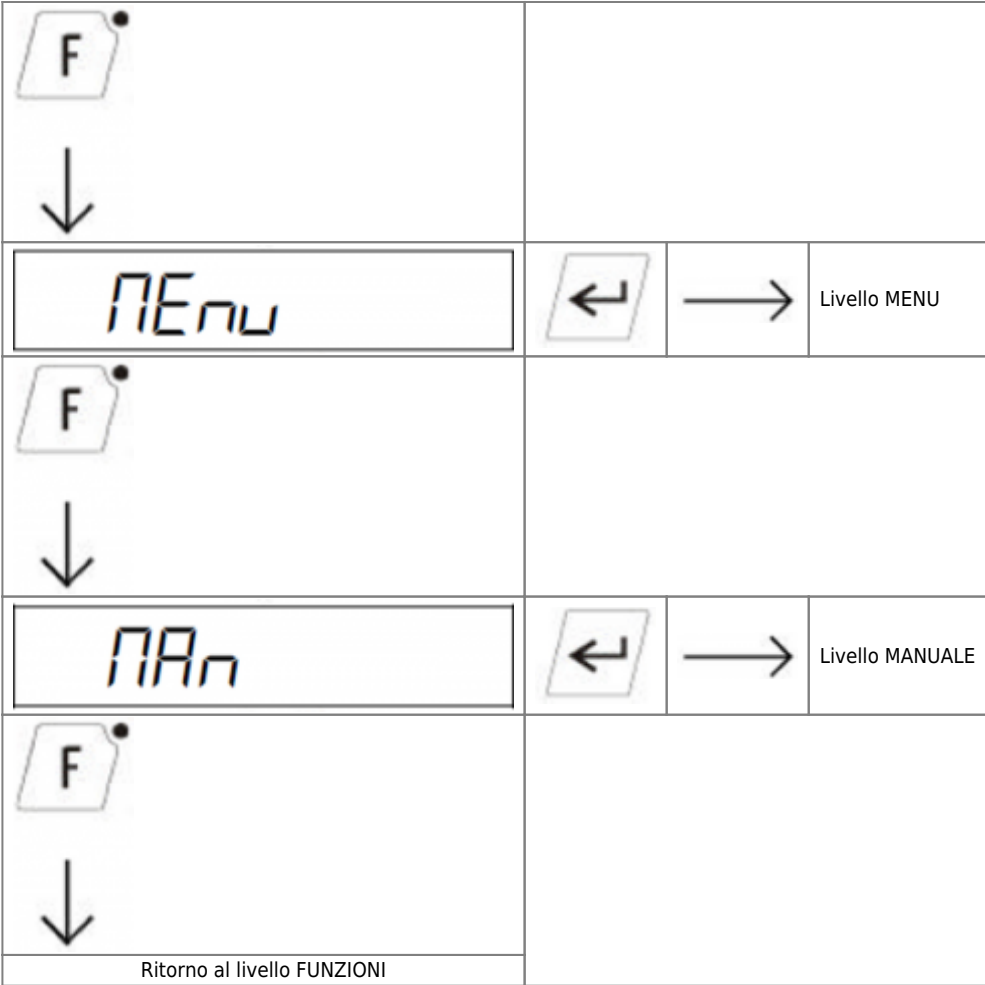 F
MEnu
Livello MENU
F
MAn
Livello MANUALE
F
Ritorno al livello FUNZIONI